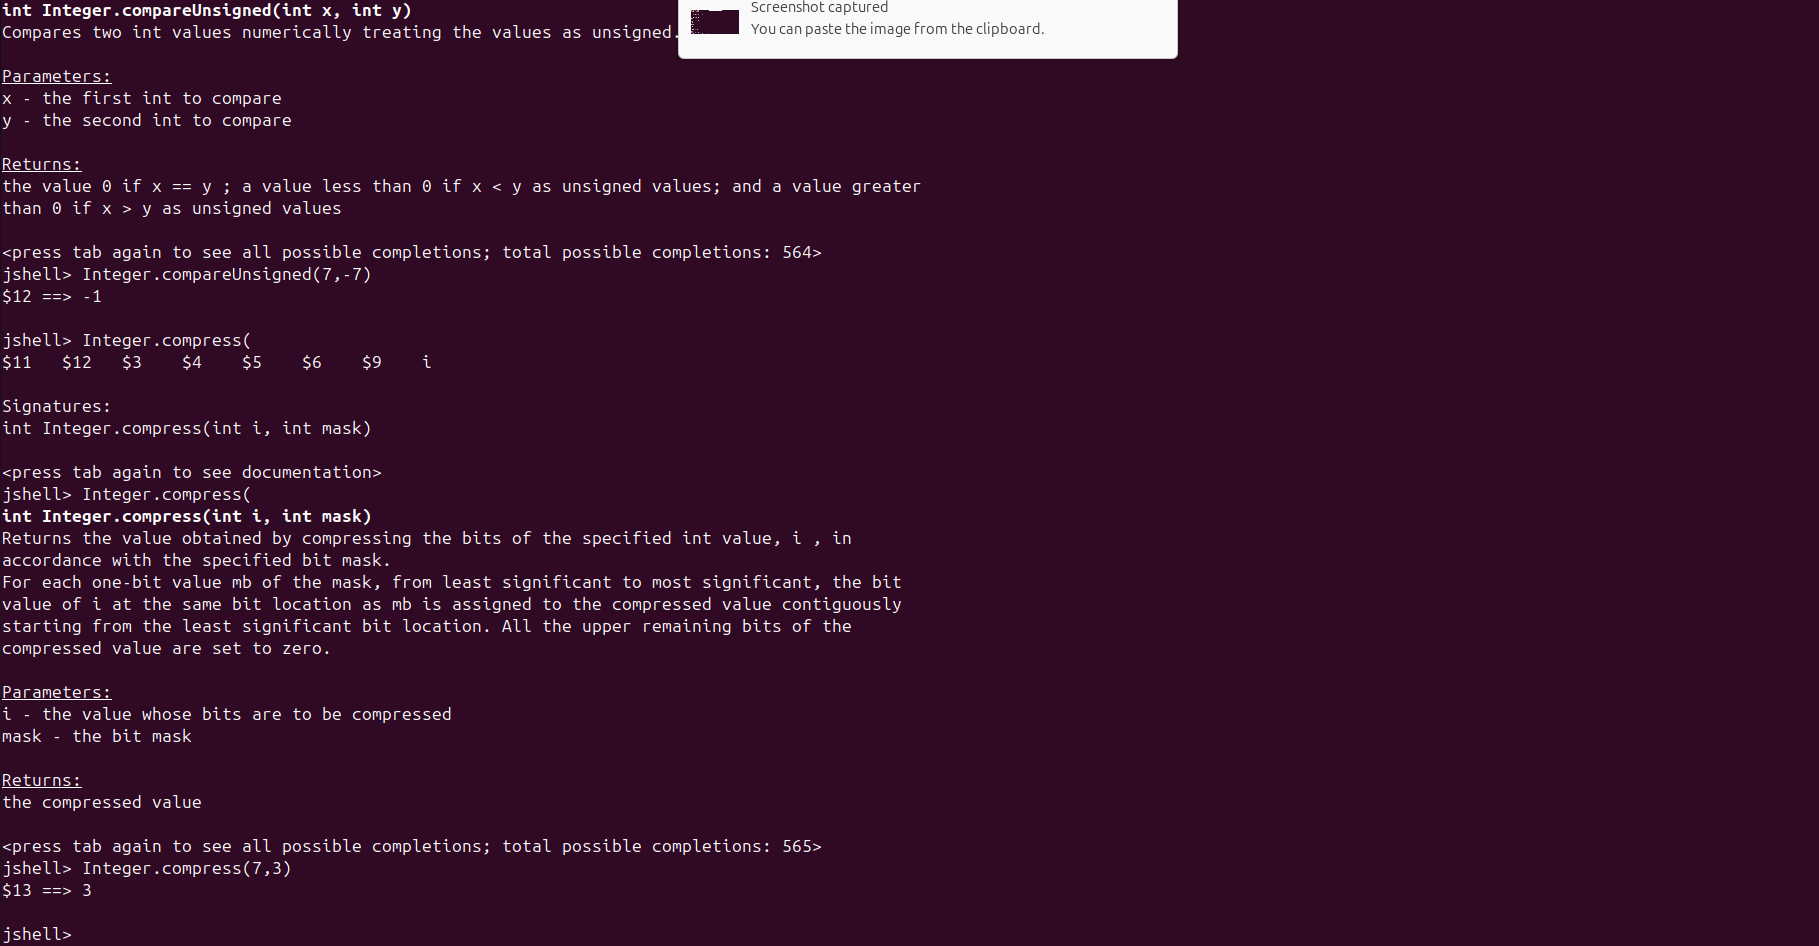 int Integer.compareUnsigned(int x, int y)
Screenshot captured
Compares two int values numerically treating the values as unsigned.
You can paste the image from the clipboard.
Parameters:
x - the first int to compare
y - the second int to compare
Returns:
the value 0 if x == y ; a value less than 0 if x < y as unsigned values; and a value greater
than 0 if x > y as unsigned values
<press tab again to see all possible completions; total possible completions: 564>
jshell> Integer.compareUnsigned(7,-7)
$12 ==> -1
jshell> Integer.compress(
$11   $12   $3    $4    $5    $6    $9    i
Signatures:
int Integer.compress(int i, int mask)
<press tab again to see documentation>
jshell> Integer.compress(
int Integer.compress(int i, int mask)
Returns the value obtained by compressing the bits of the specified int value, i , in
accordance with the specified bit mask.
For each one-bit value mb of the mask, from least significant to most significant, the bit
value of i at the same bit location as mb is assigned to the compressed value contiguously
starting from the least significant bit location. All the upper remaining bits of the
compressed value are set to zero.
Parameters:
i - the value whose bits are to be compressed
mask - the bit mask
Returns:
the compressed value
<press tab again to see all possible completions; total possible completions: 565>
jshell> Integer.compress(7,3)
$13 ==> 3
jshell>